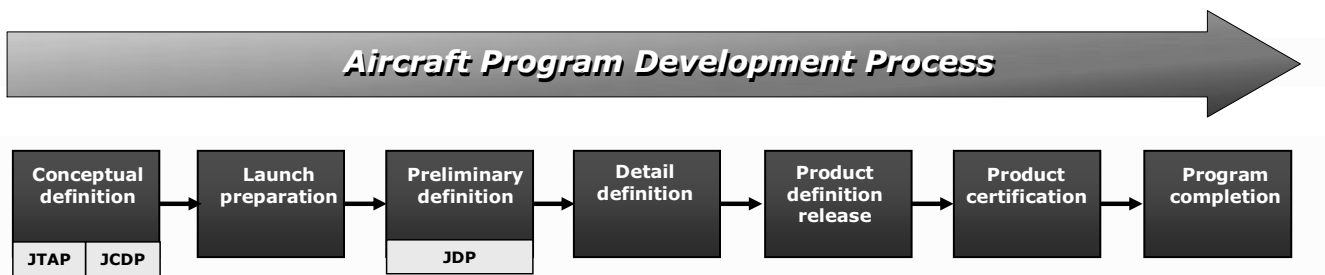 Aircraft Program Development Process
Conceptual
definition
JTAP
JCDP
Launch
preparation
Preliminary
definition
JDP
Detail
definition
Product
definition
release
Product
certification
Program
completion